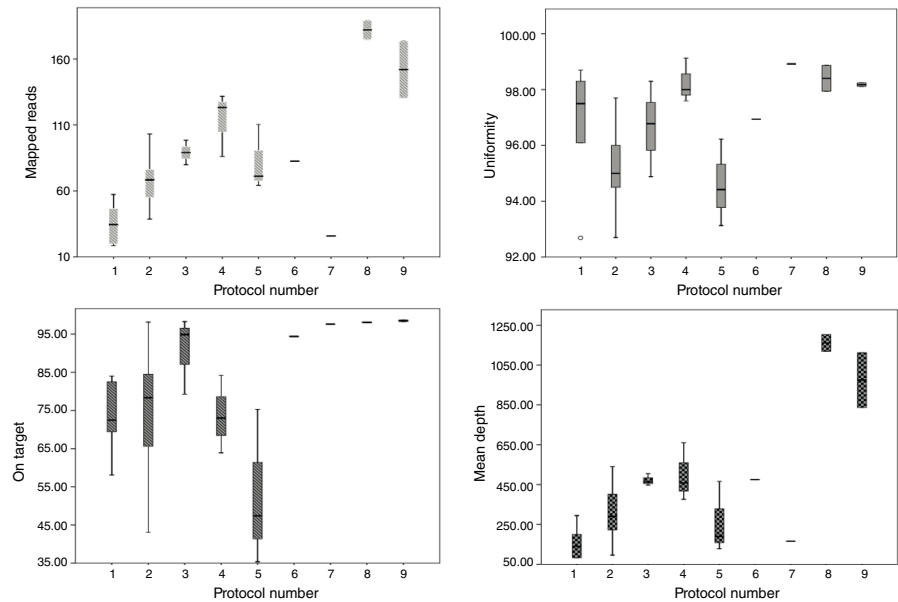 Mapped reads
160
110
60
10
1 2 3 4 5 6 7 8 9
Protocol number
Uniformity
100.00
98.00
96.00
94.00
92.00
1 2 3 4 5 6 7 8 9
Protocol number
On target
95.00
85.00
75.00
65.00
55.00
45.00
35.00
1 2 3 4 5 6 7 8 9
Protocol number
Mean depth
1250.00
1050.00
850.00
650.00
450.00
250.00
50.00
1 2 3 4 5 6 7 8 9
Protocol number